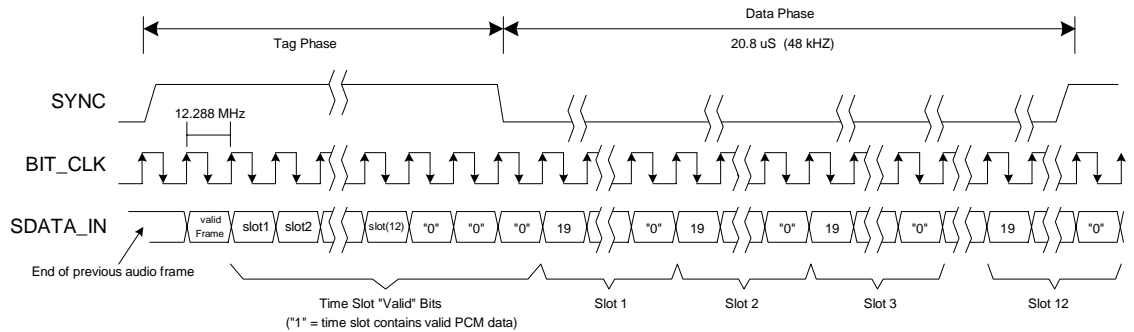 Data Phase
Tag Phase
20.8 uS (48 kHZ)
SYNC
12.288 MHz
BIT_CLK
SDATA_IN
valid
Frame
slot1
slot2
slot(12)
"0"
"0"
"0"
19
"0"
19
"0"
19
"0"
19
"0"
End of previous audio frame
Time Slot "Valid" Bits
("1" = time slot contains valid PCM data)
Slot 1
Slot 2
Slot 3
Slot 12